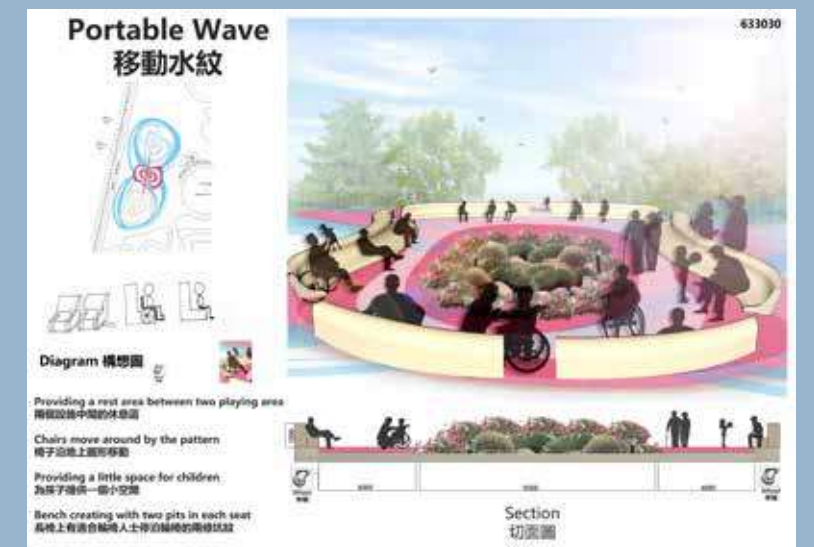 Portable Wave
移動水紋
633030
Diagram 構想圖
Providing a rest area between two playing area
兩個設施中間的休息區
Chairs move around by the pattern
椅子沿地上圖形移動
Providing a little space for children
為孩子提供一個小空間
Bench creating with two pits in each seat
長椅上有適合輪椅人士停泊輪椅的兩條坑紋
Section
切面圖